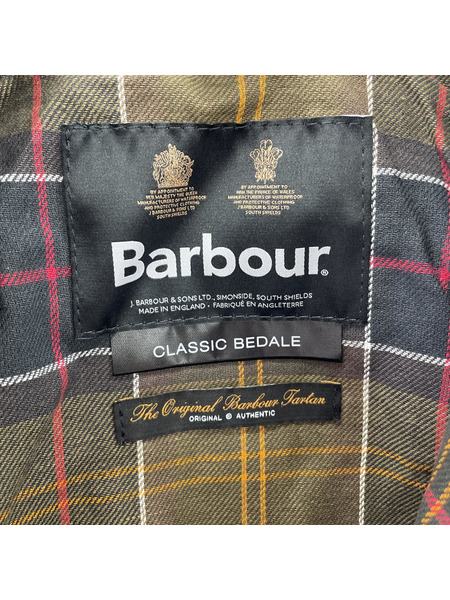 BY APPOINTMENT TO
HER MAJESTY THE QUEEN
MANUFACTURERS OF WATERPROOF
AND PROTECTIVE CLOTHING
J. BARBOUR & SONS LTD
SOUTH SHIELDS
BY APPOINTMENT TO
HRH THE PRINCE OF WALES
MANUFACTURERS OF WATERPROOF
AND PROTECTIVE CLOTHING
J. BARBOUR & SONS LTD
SOUTH SHIELDS
Barbour®
J. BARBOUR & SONS LTD., SIMONSIDE, SOUTH SHIELDS
MADE IN ENGLAND · FABRIQUÉ EN ANGLETERRE
CLASSIC BEDALE
The Original Barbour Tartan
ORIGINAL @ AUTHENTIC